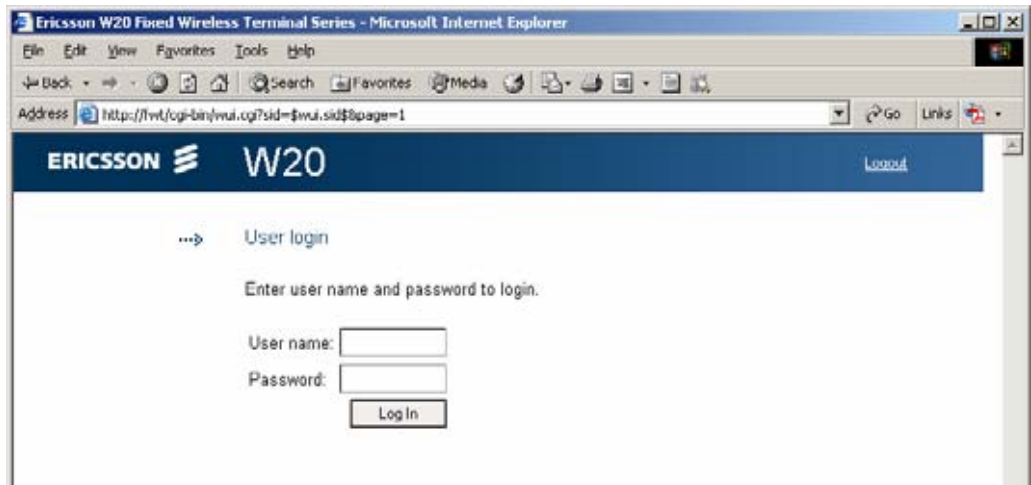 Ericsson W20 Fixed Wireless Terminal Series - Microsoft Internet Explorer
File Edit View Favorites Tools Help
Back Search Favorites Media
Address http://fwt/cgi-bin/wui.cgi?sid=$wui.sid$&page=1 Go Links
ERICSSON W20 Logout
User login
Enter user name and password to login.
User name:
Password:
Log In